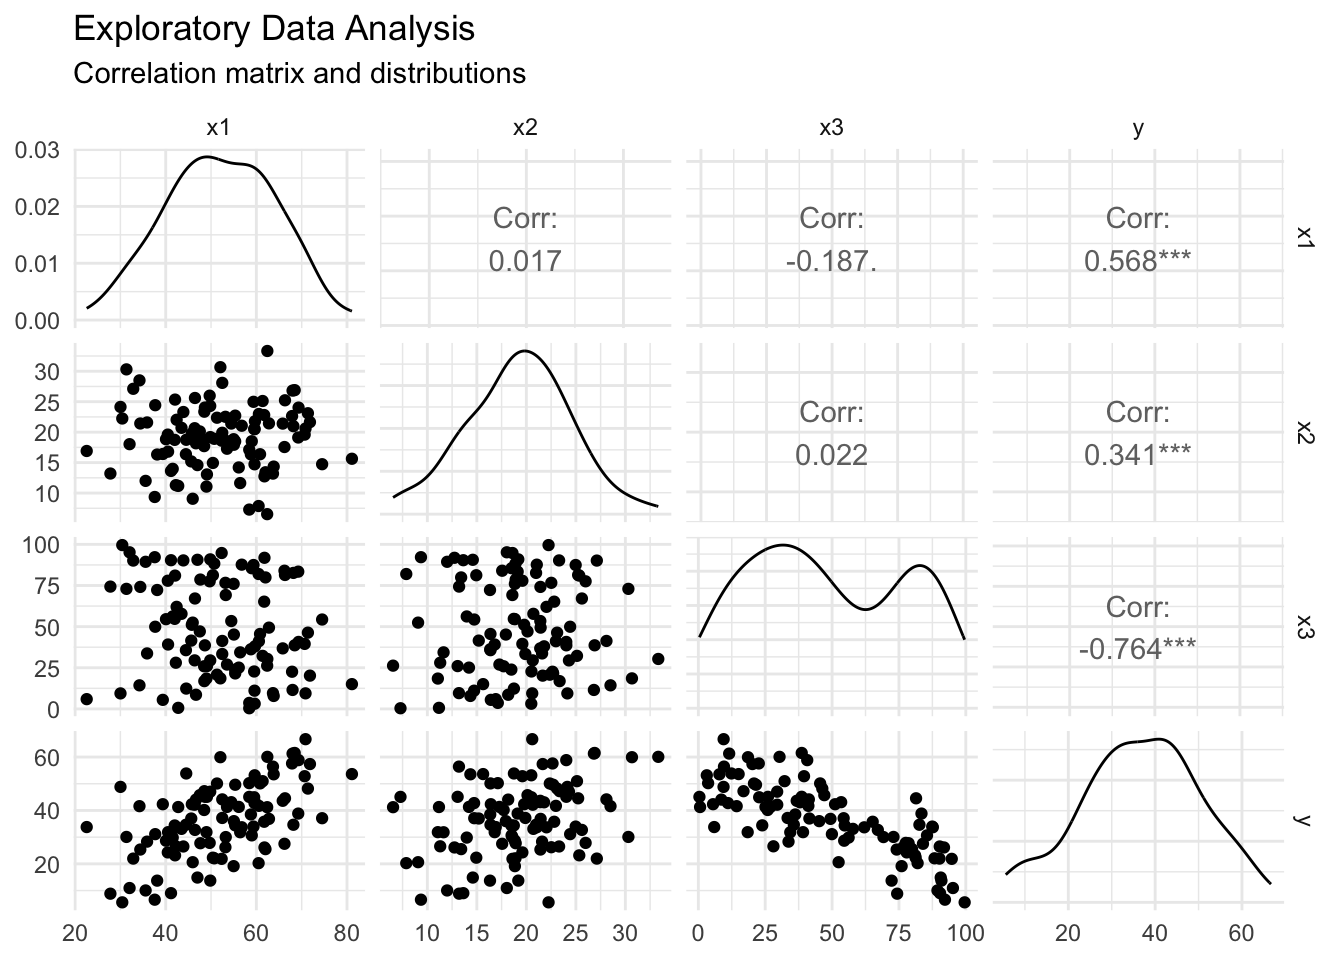 Exploratory Data Analysis
Correlation matrix and distributions
x1
x2
x3
y
0.03
0.02
0.01
0.00
Corr:
0.017
Corr:
-0.187.
Corr:
0.568***
x1
30
25
20
15
10
Corr:
0.022
Corr:
0.341***
x2
100
75
50
25
0
Corr:
-0.764***
x3
60
40
20
y
20 40 60 80
10 15 20 25 30
0 25 50 75 100
20 40 60